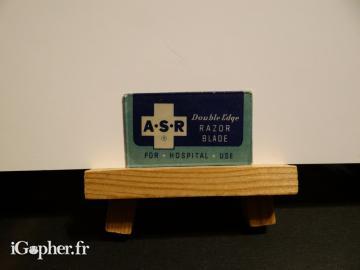 A·S·R
®
Double Edge
RAZOR
BLADE
FOR · HOSPITAL · USE
iGopher.fr